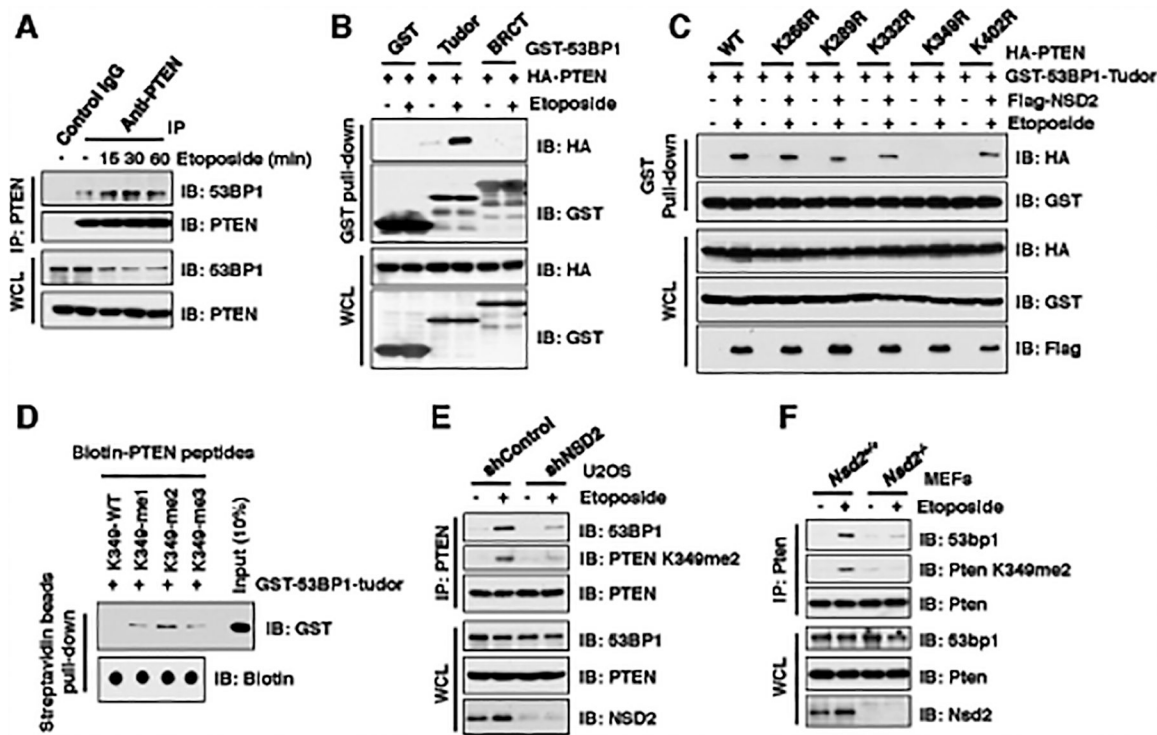 A
Control IgG
Anti-PTEN
IP
- - 15 30 60 Etoposide (min)
IP: PTEN
IB: 53BP1
IB: PTEN
WCL
IB: 53BP1
IB: PTEN
B
GST Tudor BRCT GST-53BP1
+ + + + + + HA-PTEN
- + - + - + Etoposide
GST pull-down
IB: HA
IB: GST
WCL
IB: HA
IB: GST
C
WT K266R K289R K332R K349R K402R
HA-PTEN
+ + + + + + + + + + + + GST-53BP1-Tudor
- + - + - + - + - + - + Flag-NSD2
- + - + - + - + - + - + Etoposide
GST Pull-down
IB: HA
IB: GST
WCL
IB: HA
IB: GST
IB: Flag
D
Biotin-PTEN peptides
K349-WT
K349-me1
K349-me2
K349-me3
Input (10%)
+ + + + GST-53BP1-tudor
Streptavidin beads pull-down
IB: GST
IB: Biotin
E
shControl shNSD2
U2OS
- + - + Etoposide
IP: PTEN
IB: 53BP1
IB: PTEN K349me2
IB: PTEN
WCL
IB: 53BP1
IB: PTEN
IB: NSD2
F
Nsd2+/+ Nsd2-/-
MEFs
- + - + Etoposide
IP: Pten
IB: 53bp1
IB: Pten K349me2
IB: Pten
WCL
IB: 53bp1
IB: Pten
IB: Nsd2